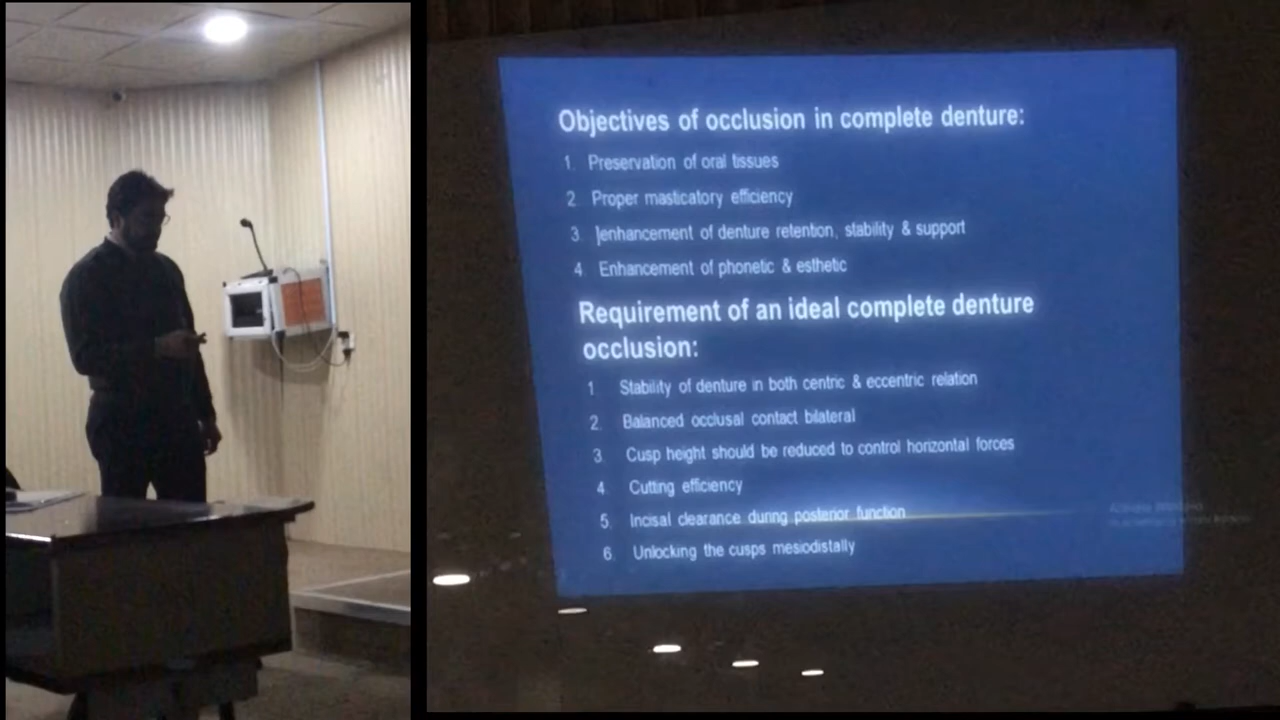 Objectives of occlusion in complete denture:
1. Preservation of oral tissues
2. Proper masticatory efficiency
3. Jenhancement of denture retention, stability & support
4. Enhancement of phonetic & esthetic
Requirement of an ideal complete denture
occlusion:
1 Stability of denture in both centric & eccentric relation
2. Balanced occlusal contact bilateral
3. Cusp height should be reduced to control horizontal forces
4. Cutting efficiency
5. Incisal clearance during posterior function
6. Unlocking the cusps mesiodistally